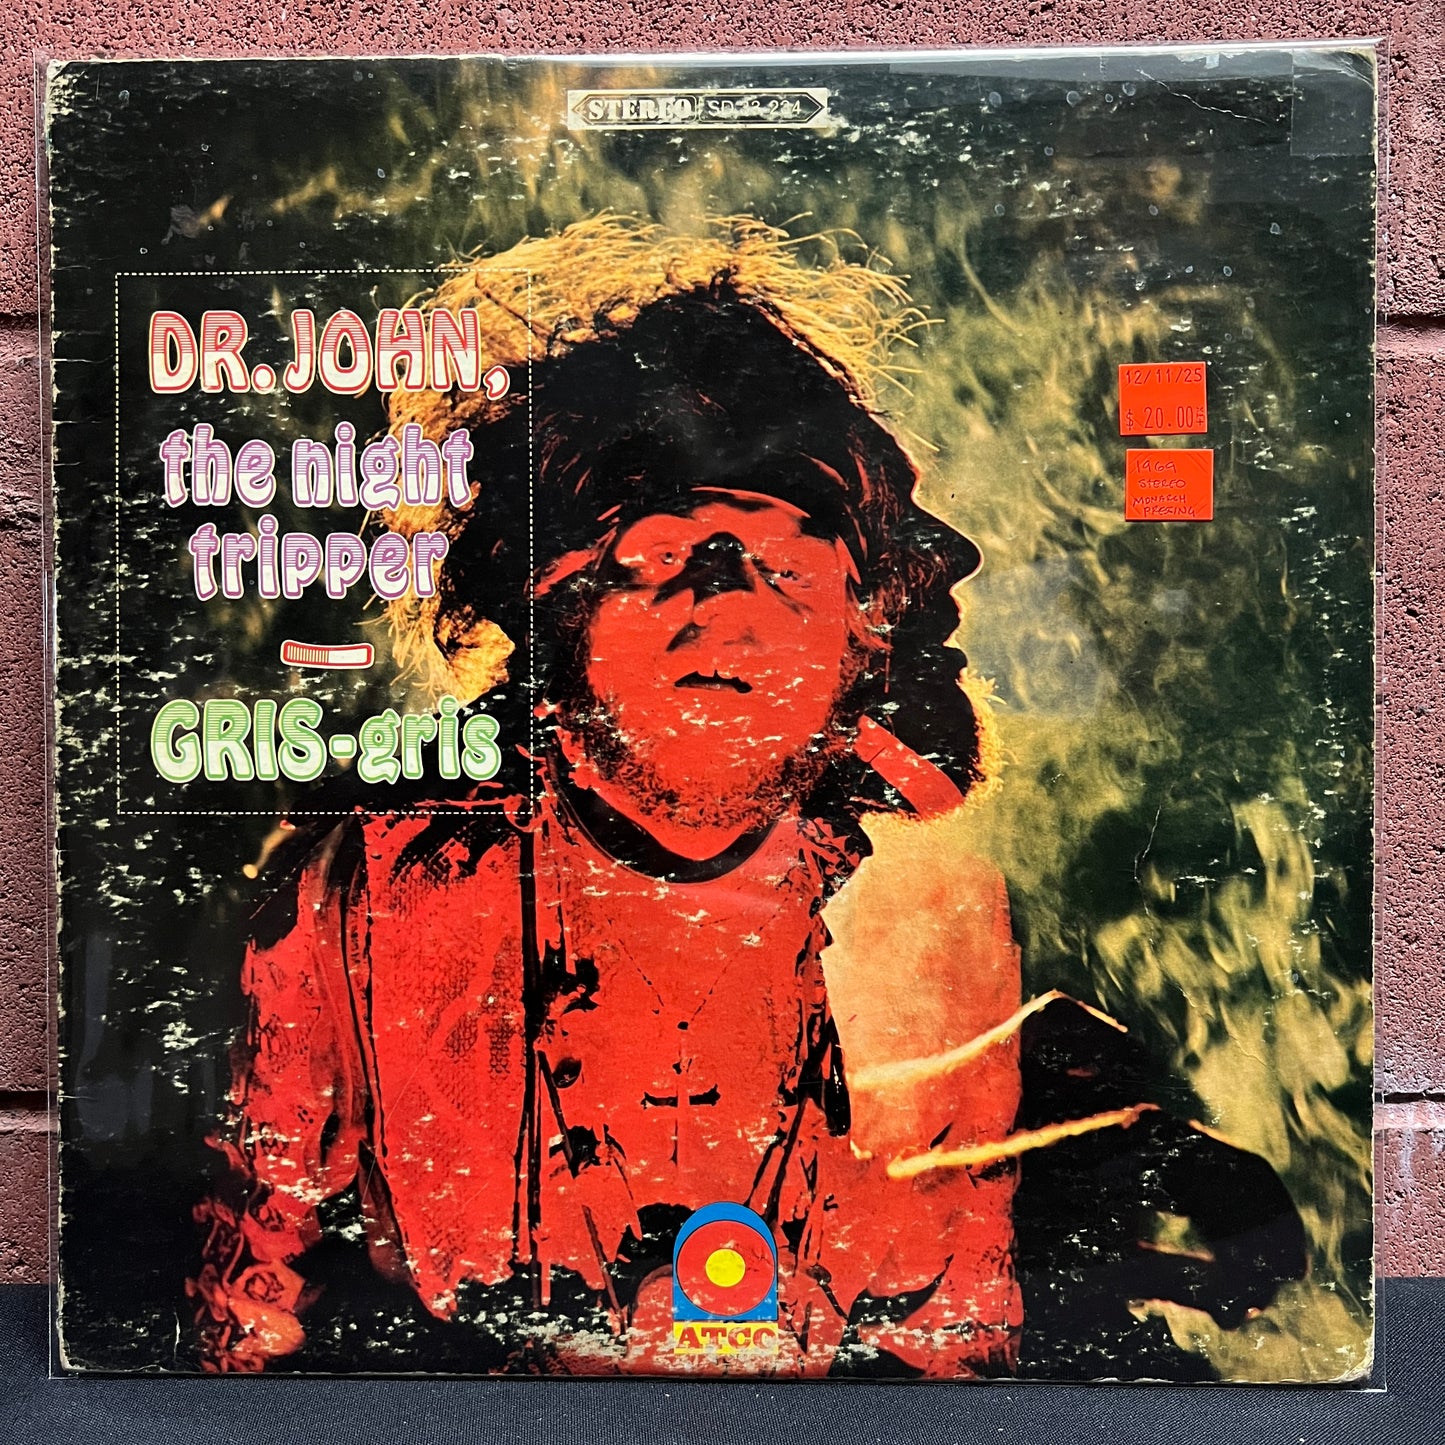 STEREO SD 33-234
DR. JOHN,
the night
tripper
GRIS-gris
12/11/25
$ 20.00
1969
STEREO
MONARCH
PRESING
ATCO